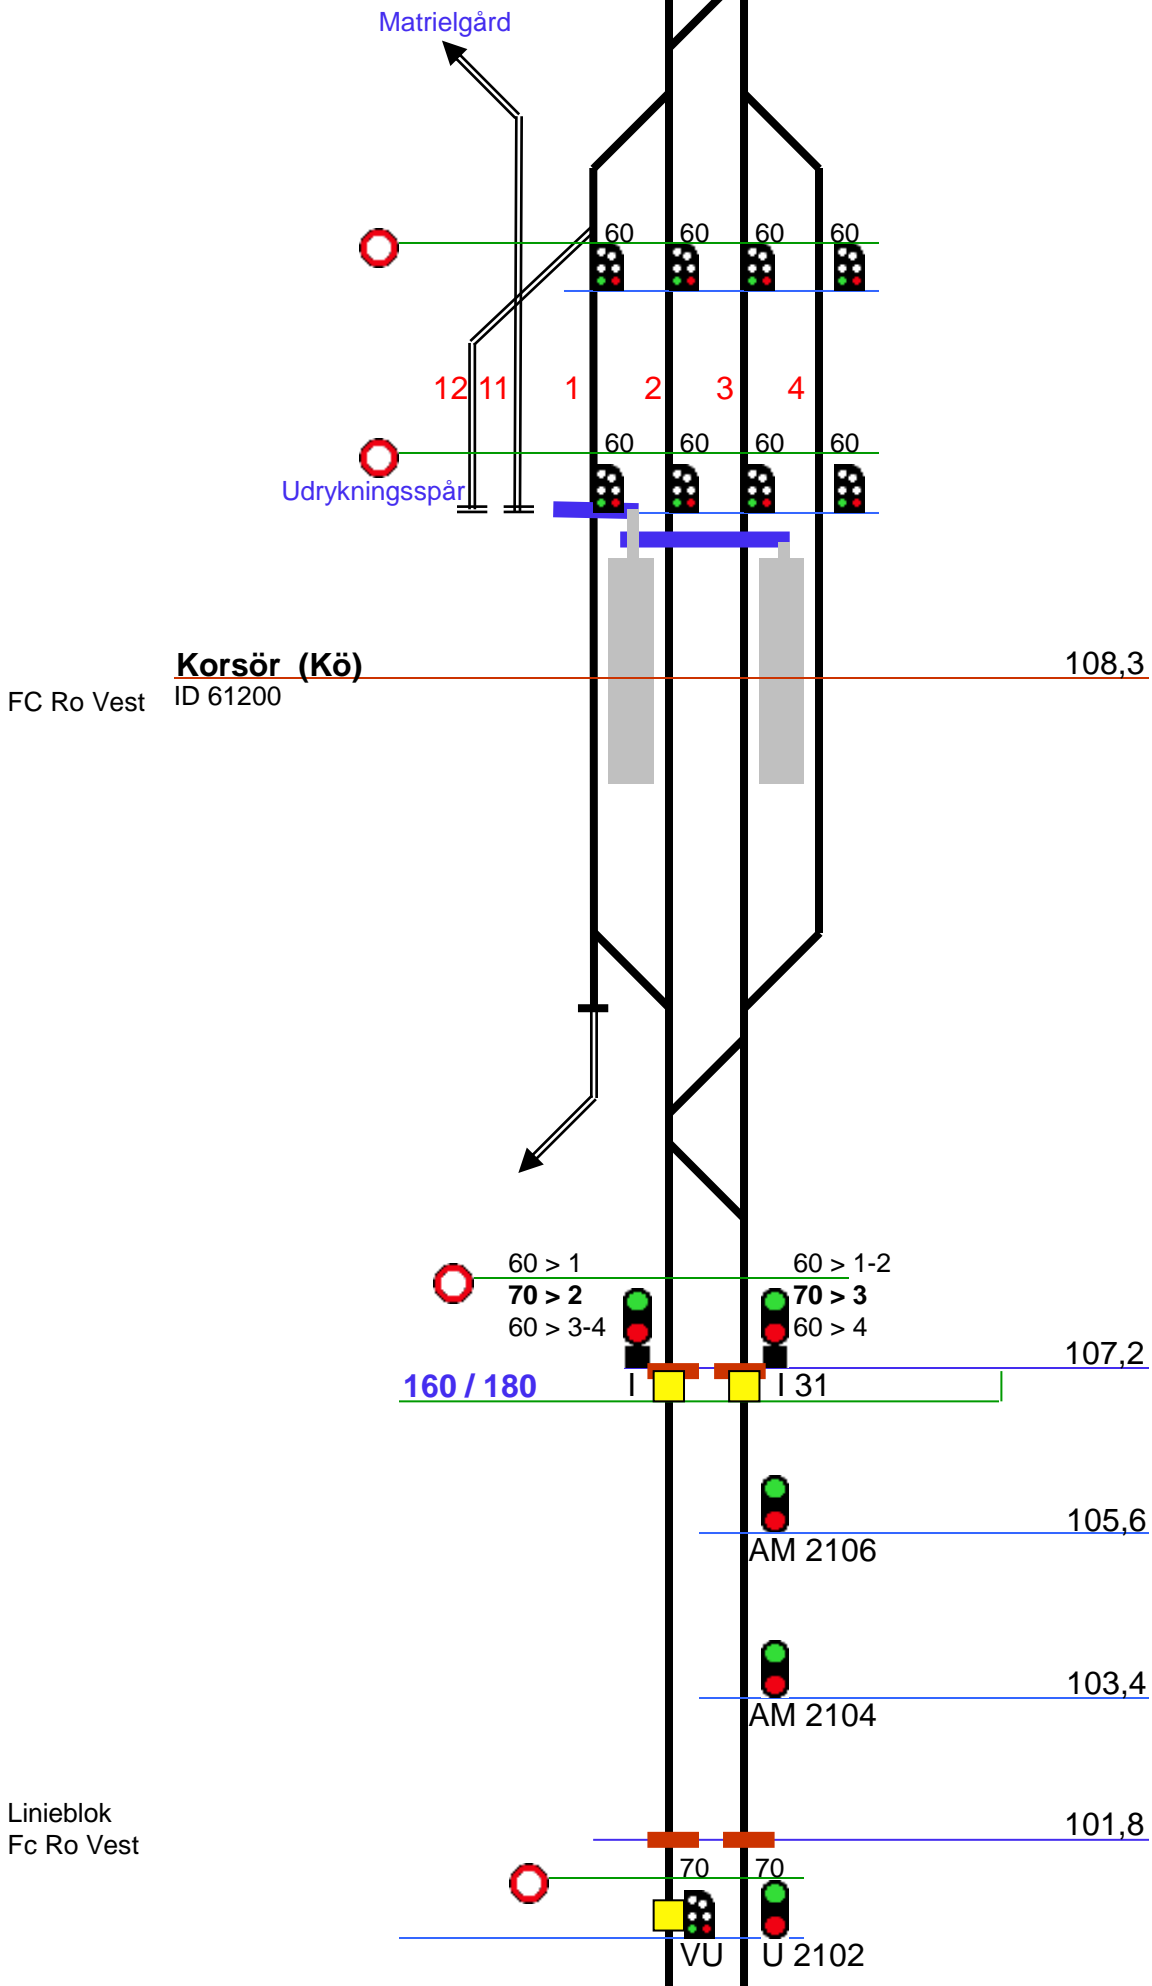 Matrielgård
60 60 60 60
12 11 1 2 3 4
60 60 60 60
Udrykningsspår
Korsör (Kö) 108,3
FC Ro Vest ID 61200
60 > 1 60 > 1-2
70 > 2 70 > 3
60 > 3-4 60 > 4
107,2
160 / 180 I I 31
105,6
AM 2106
103,4
AM 2104
Linieblok 101,8
Fc Ro Vest
70 70
VU U 2102